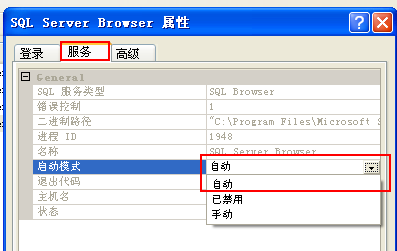 SQL Server Browser 属性
登录 服务 高级
General
SQL 服务类型 SQL Browser
错误控制 1
二进制路径 "C:\Program Files\Microsoft S
进程 ID 1948
名称 SQL Server Browser
启动模式 自动
退出代码 自动
主机名 已禁用
状态 手动